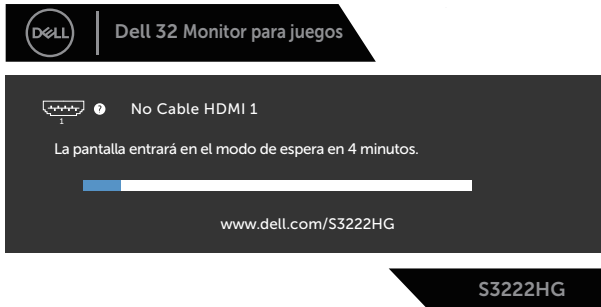 DELL
Dell 32 Monitor para juegos
? No Cable HDMI 1
1
La pantalla entrará en el modo de espera en 4 minutos.
www.dell.com/S3222HG
S3222HG